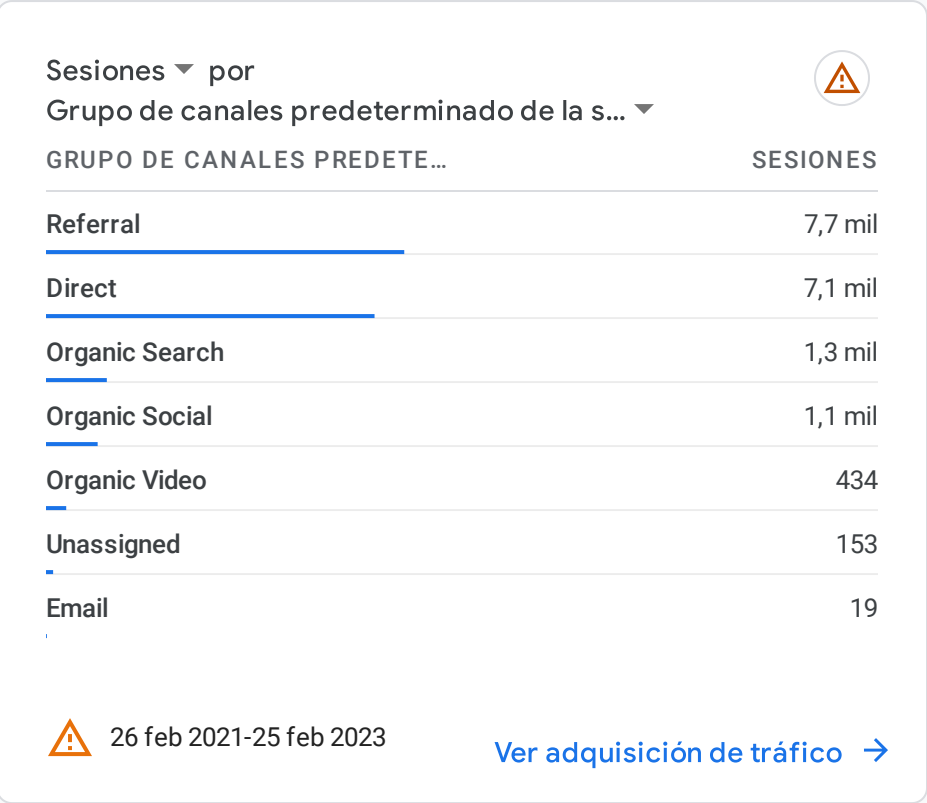 Sesiones por
Grupo de canales predeterminado de la s...
GRUPO DE CANALES PREDETE... SESIONES
Referral 7,7 mil
Direct 7,1 mil
Organic Search 1,3 mil
Organic Social 1,1 mil
Organic Video 434
Unassigned 153
Email 19
26 feb 2021-25 feb 2023
Ver adquisición de tráfico